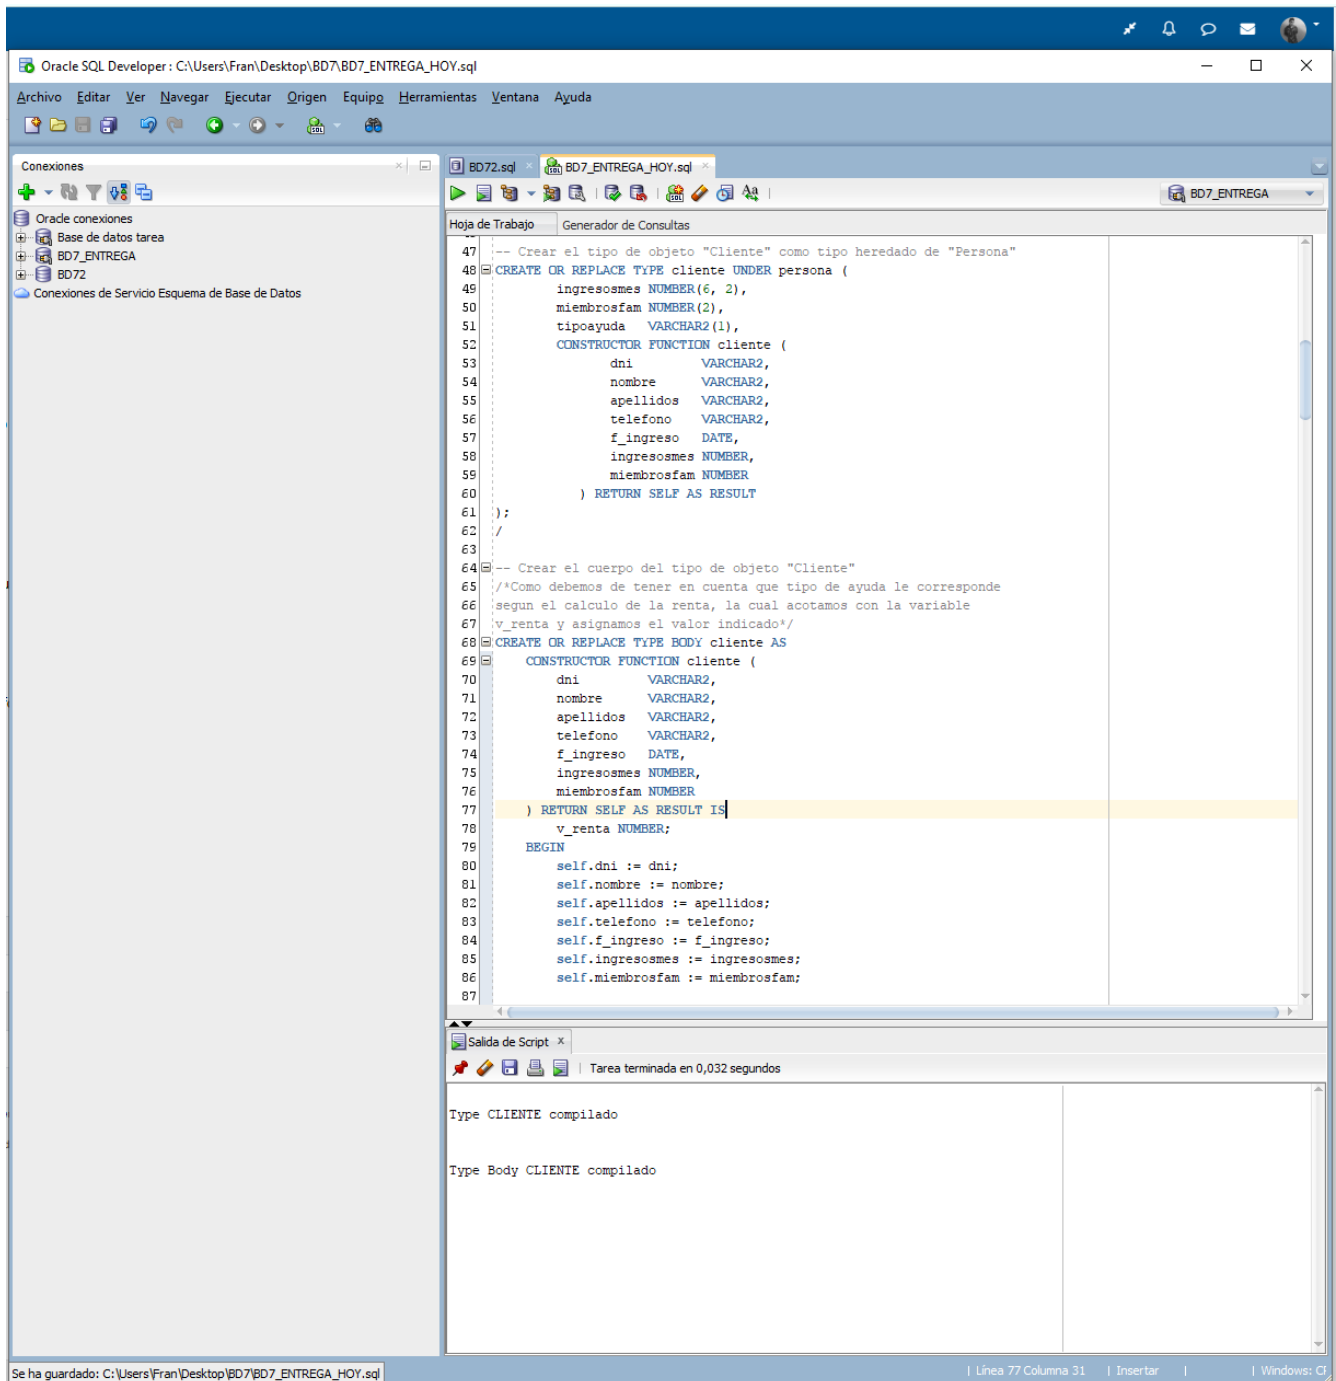 Oracle SQL Developer : C:\Users\Fran\Desktop\BD7\BD7_ENTREGA_HOY.sql
Archivo Editar Ver Navegar Ejecutar Origen Equipo Herramientas Ventana Ayuda
Conexiones
Oracle conexiones
Base de datos tarea
BD7_ENTREGA
BD72
Conexiones de Servicio Esquema de Base de Datos
BD72.sql BD7_ENTREGA_HOY.sql
BD7_ENTREGA
Hoja de Trabajo Generador de Consultas
47 -- Crear el tipo de objeto "Cliente" como tipo heredado de "Persona"
48 CREATE OR REPLACE TYPE cliente UNDER persona (
49 ingresosmes NUMBER(6, 2),
50 miembrosfam NUMBER(2),
51 tipoayuda VARCHAR2(1),
52 CONSTRUCTOR FUNCTION cliente (
53 dni VARCHAR2,
54 nombre VARCHAR2,
55 apellidos VARCHAR2,
56 telefono VARCHAR2,
57 f_ingreso DATE,
58 ingresosmes NUMBER,
59 miembrosfam NUMBER
60 ) RETURN SELF AS RESULT
61 );
62 /
63
64 -- Crear el cuerpo del tipo de objeto "Cliente"
65 /*Como debemos de tener en cuenta que tipo de ayuda le corresponde
66 segun el calculo de la renta, la cual acotamos con la variable
67 v_renta y asignamos el valor indicado*/
68 CREATE OR REPLACE TYPE BODY cliente AS
69 CONSTRUCTOR FUNCTION cliente (
70 dni VARCHAR2,
71 nombre VARCHAR2,
72 apellidos VARCHAR2,
73 telefono VARCHAR2,
74 f_ingreso DATE,
75 ingresosmes NUMBER,
76 miembrosfam NUMBER
77 ) RETURN SELF AS RESULT IS
78 v_renta NUMBER;
79 BEGIN
80 self.dni := dni;
81 self.nombre := nombre;
82 self.apellidos := apellidos;
83 self.telefono := telefono;
84 self.f_ingreso := f_ingreso;
85 self.ingresosmes := ingresosmes;
86 self.miembrosfam := miembrosfam;
87
Salida de Script x
Tarea terminada en 0,032 segundos
Type CLIENTE compilado
Type Body CLIENTE compilado
Se ha guardado: C:\Users\Fran\Desktop\BD7\BD7_ENTREGA_HOY.sql
| Línea 77 Columna 31 | Insertar | | Windows: